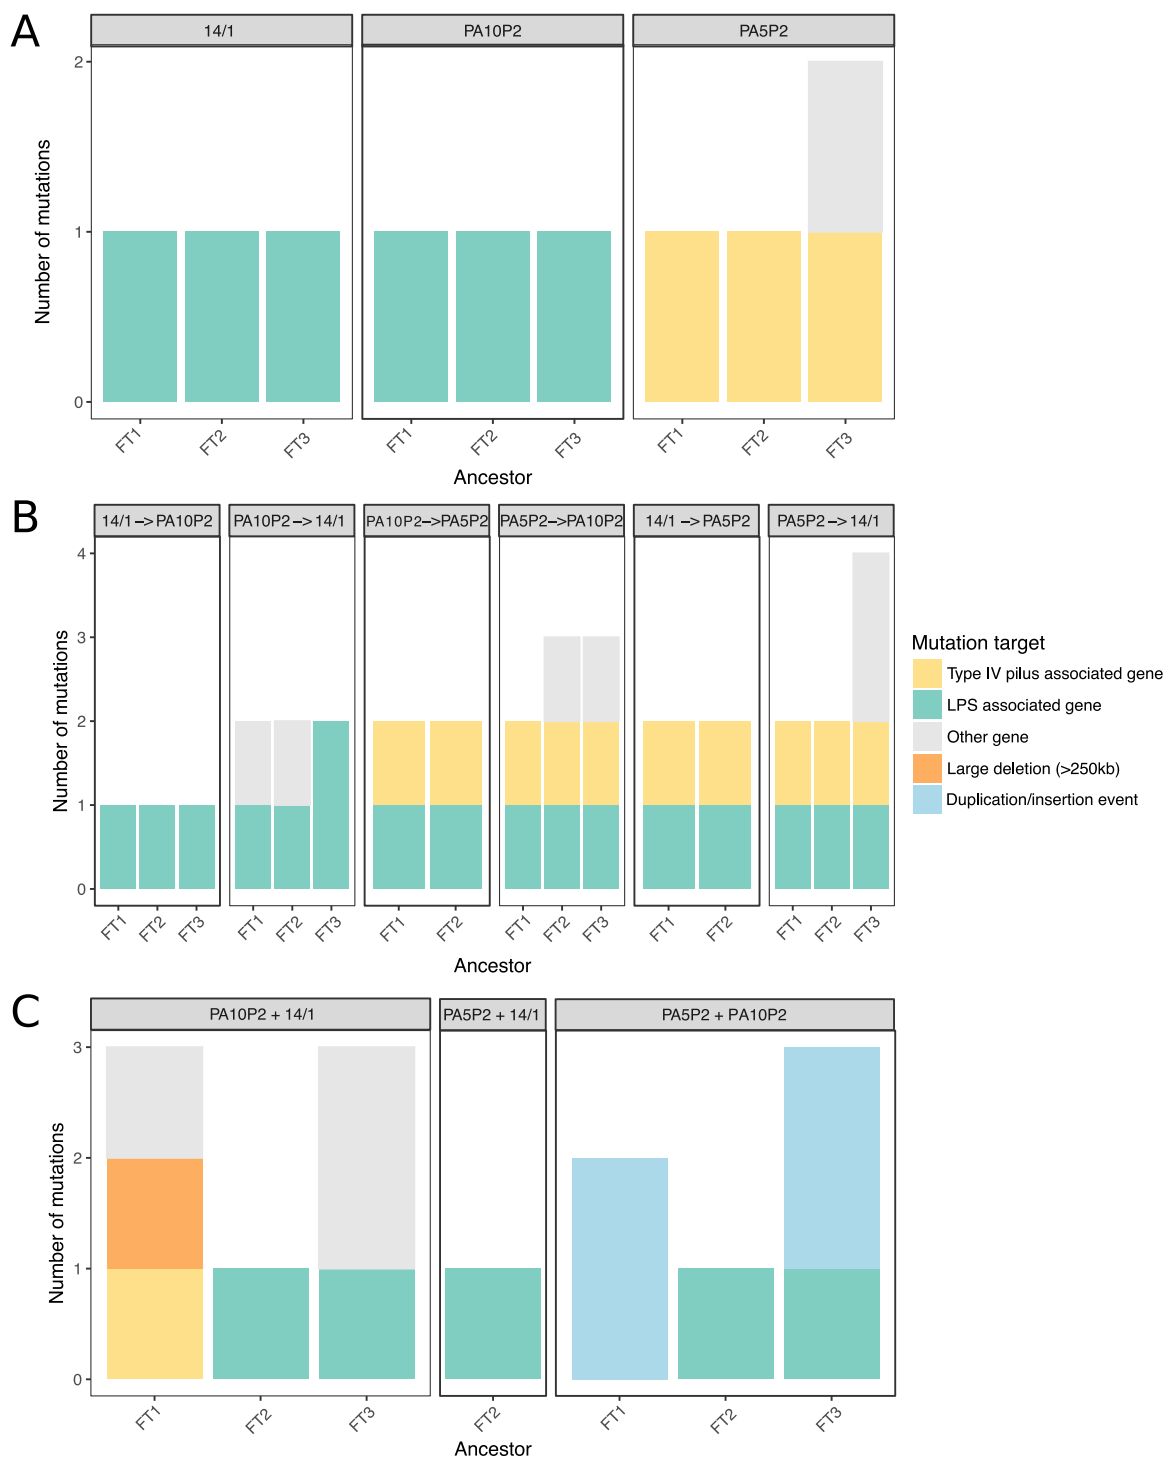 A
14/1 PA10P2 PA5P2
Number of mutations
2
1
0
FT1 FT2 FT3 FT1 FT2 FT3 FT1 FT2 FT3
Ancestor
B
14/1 –> PA10P2 PA10P2 –> 14/1 PA10P2–>PA5P2 PA5P2–>PA10P2 14/1 –> PA5P2 PA5P2 –> 14/1
Number of mutations
4
3
2
1
0
FT1 FT2 FT3 FT1 FT2 FT3 FT1 FT2 FT1 FT2 FT3 FT1 FT2 FT1 FT2 FT3
Ancestor
Mutation target
Type IV pilus associated gene
LPS associated gene
Other gene
Large deletion (>250kb)
Duplication/insertion event
C
PA10P2 + 14/1 PA5P2 + 14/1 PA5P2 + PA10P2
Number of mutations
3
2
1
0
FT1 FT2 FT3 FT2 FT1 FT2 FT3
Ancestor